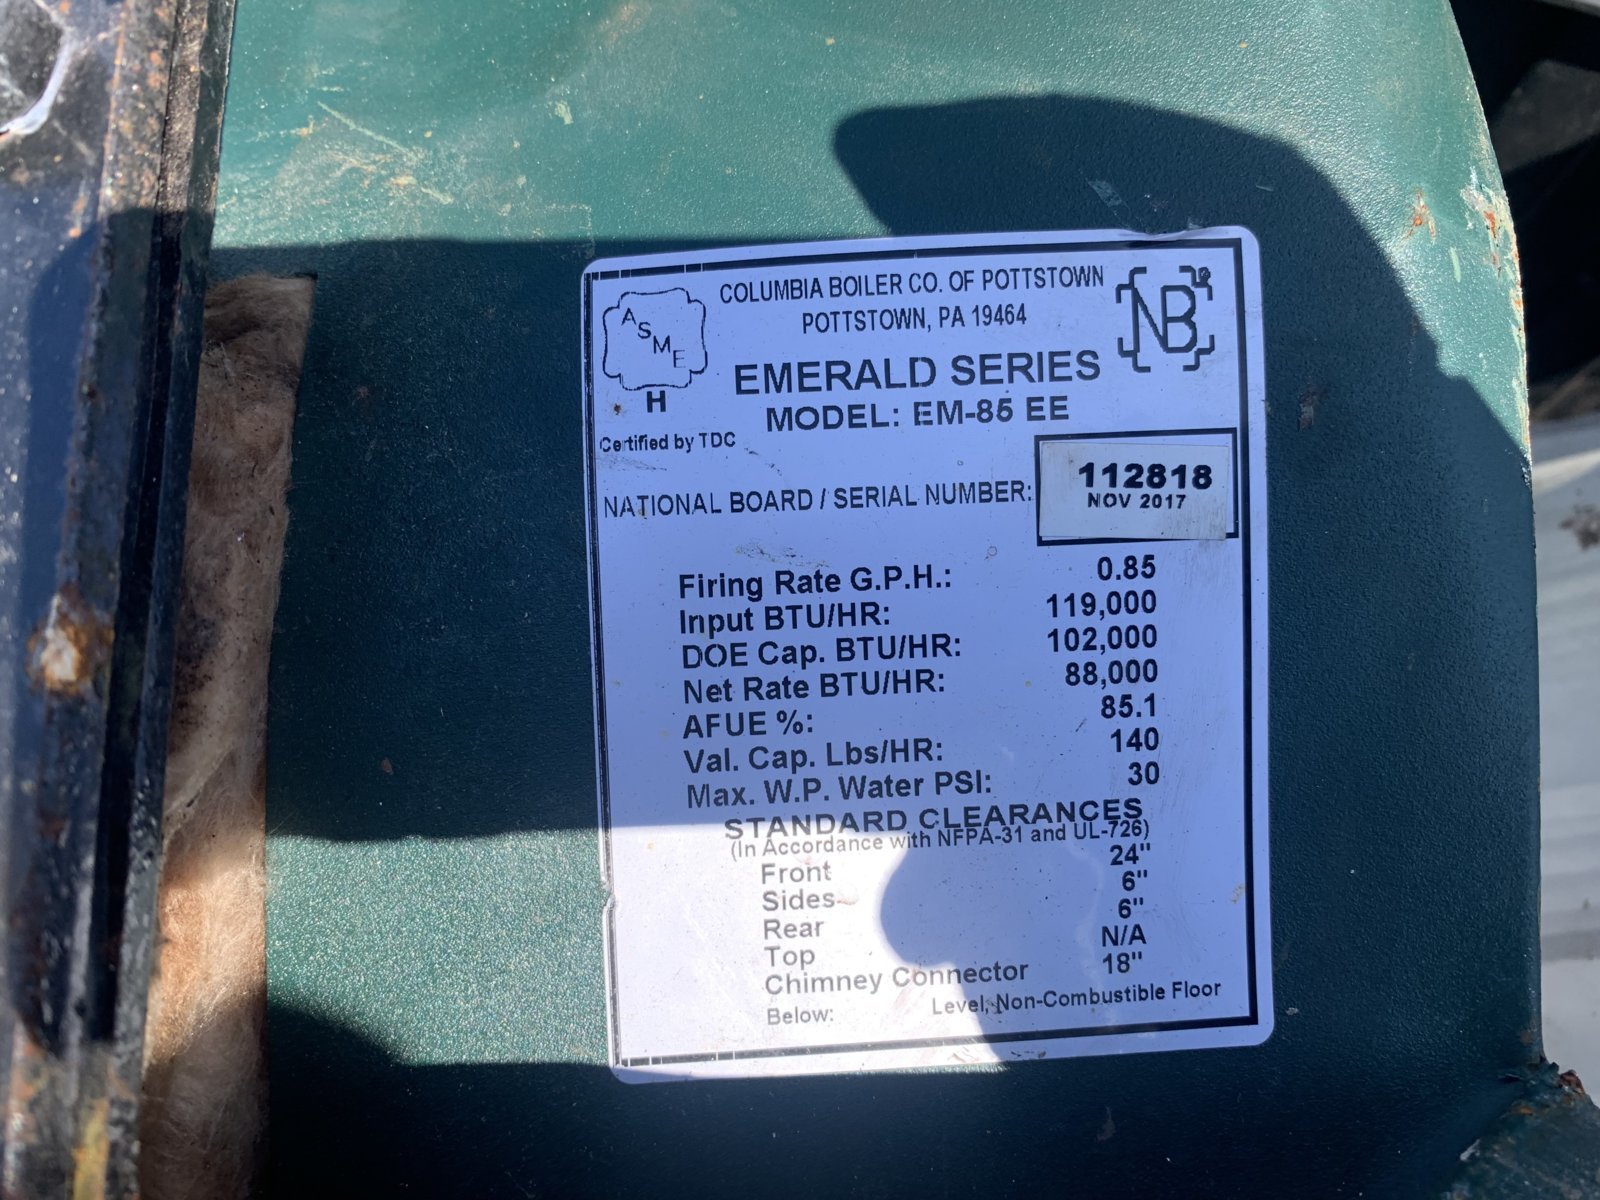 COLUMBIA BOILER CO. OF POTTSTOWN
POTTSTOWN, PA 19464
ASME
H
NB
EMERALD SERIES
MODEL: EM-85 EE
Certified by TDC
NATIONAL BOARD / SERIAL NUMBER: 112818
NOV 2017
Firing Rate G.P.H.: 0.85
Input BTU/HR: 119,000
DOE Cap. BTU/HR: 102,000
Net Rate BTU/HR: 88,000
AFUE %: 85.1
Val. Cap. Lbs/HR: 140
Max. W.P. Water PSI: 30
STANDARD CLEARANCES
(In Accordance with NFPA-31 and UL-726)
Front 24"
Sides 6"
Rear 6"
Top N/A
Chimney Connector 18"
Below: Level, Non-Combustible Floor